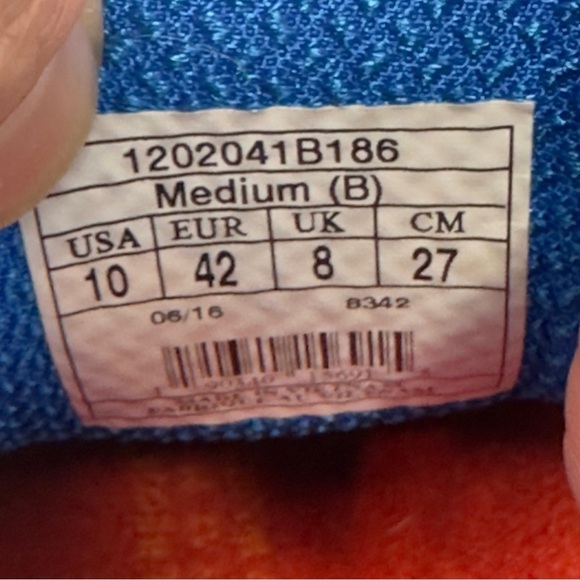 1202041B186
Medium (B)
USA EUR UK CM
10 42 8 27
06/16 8342